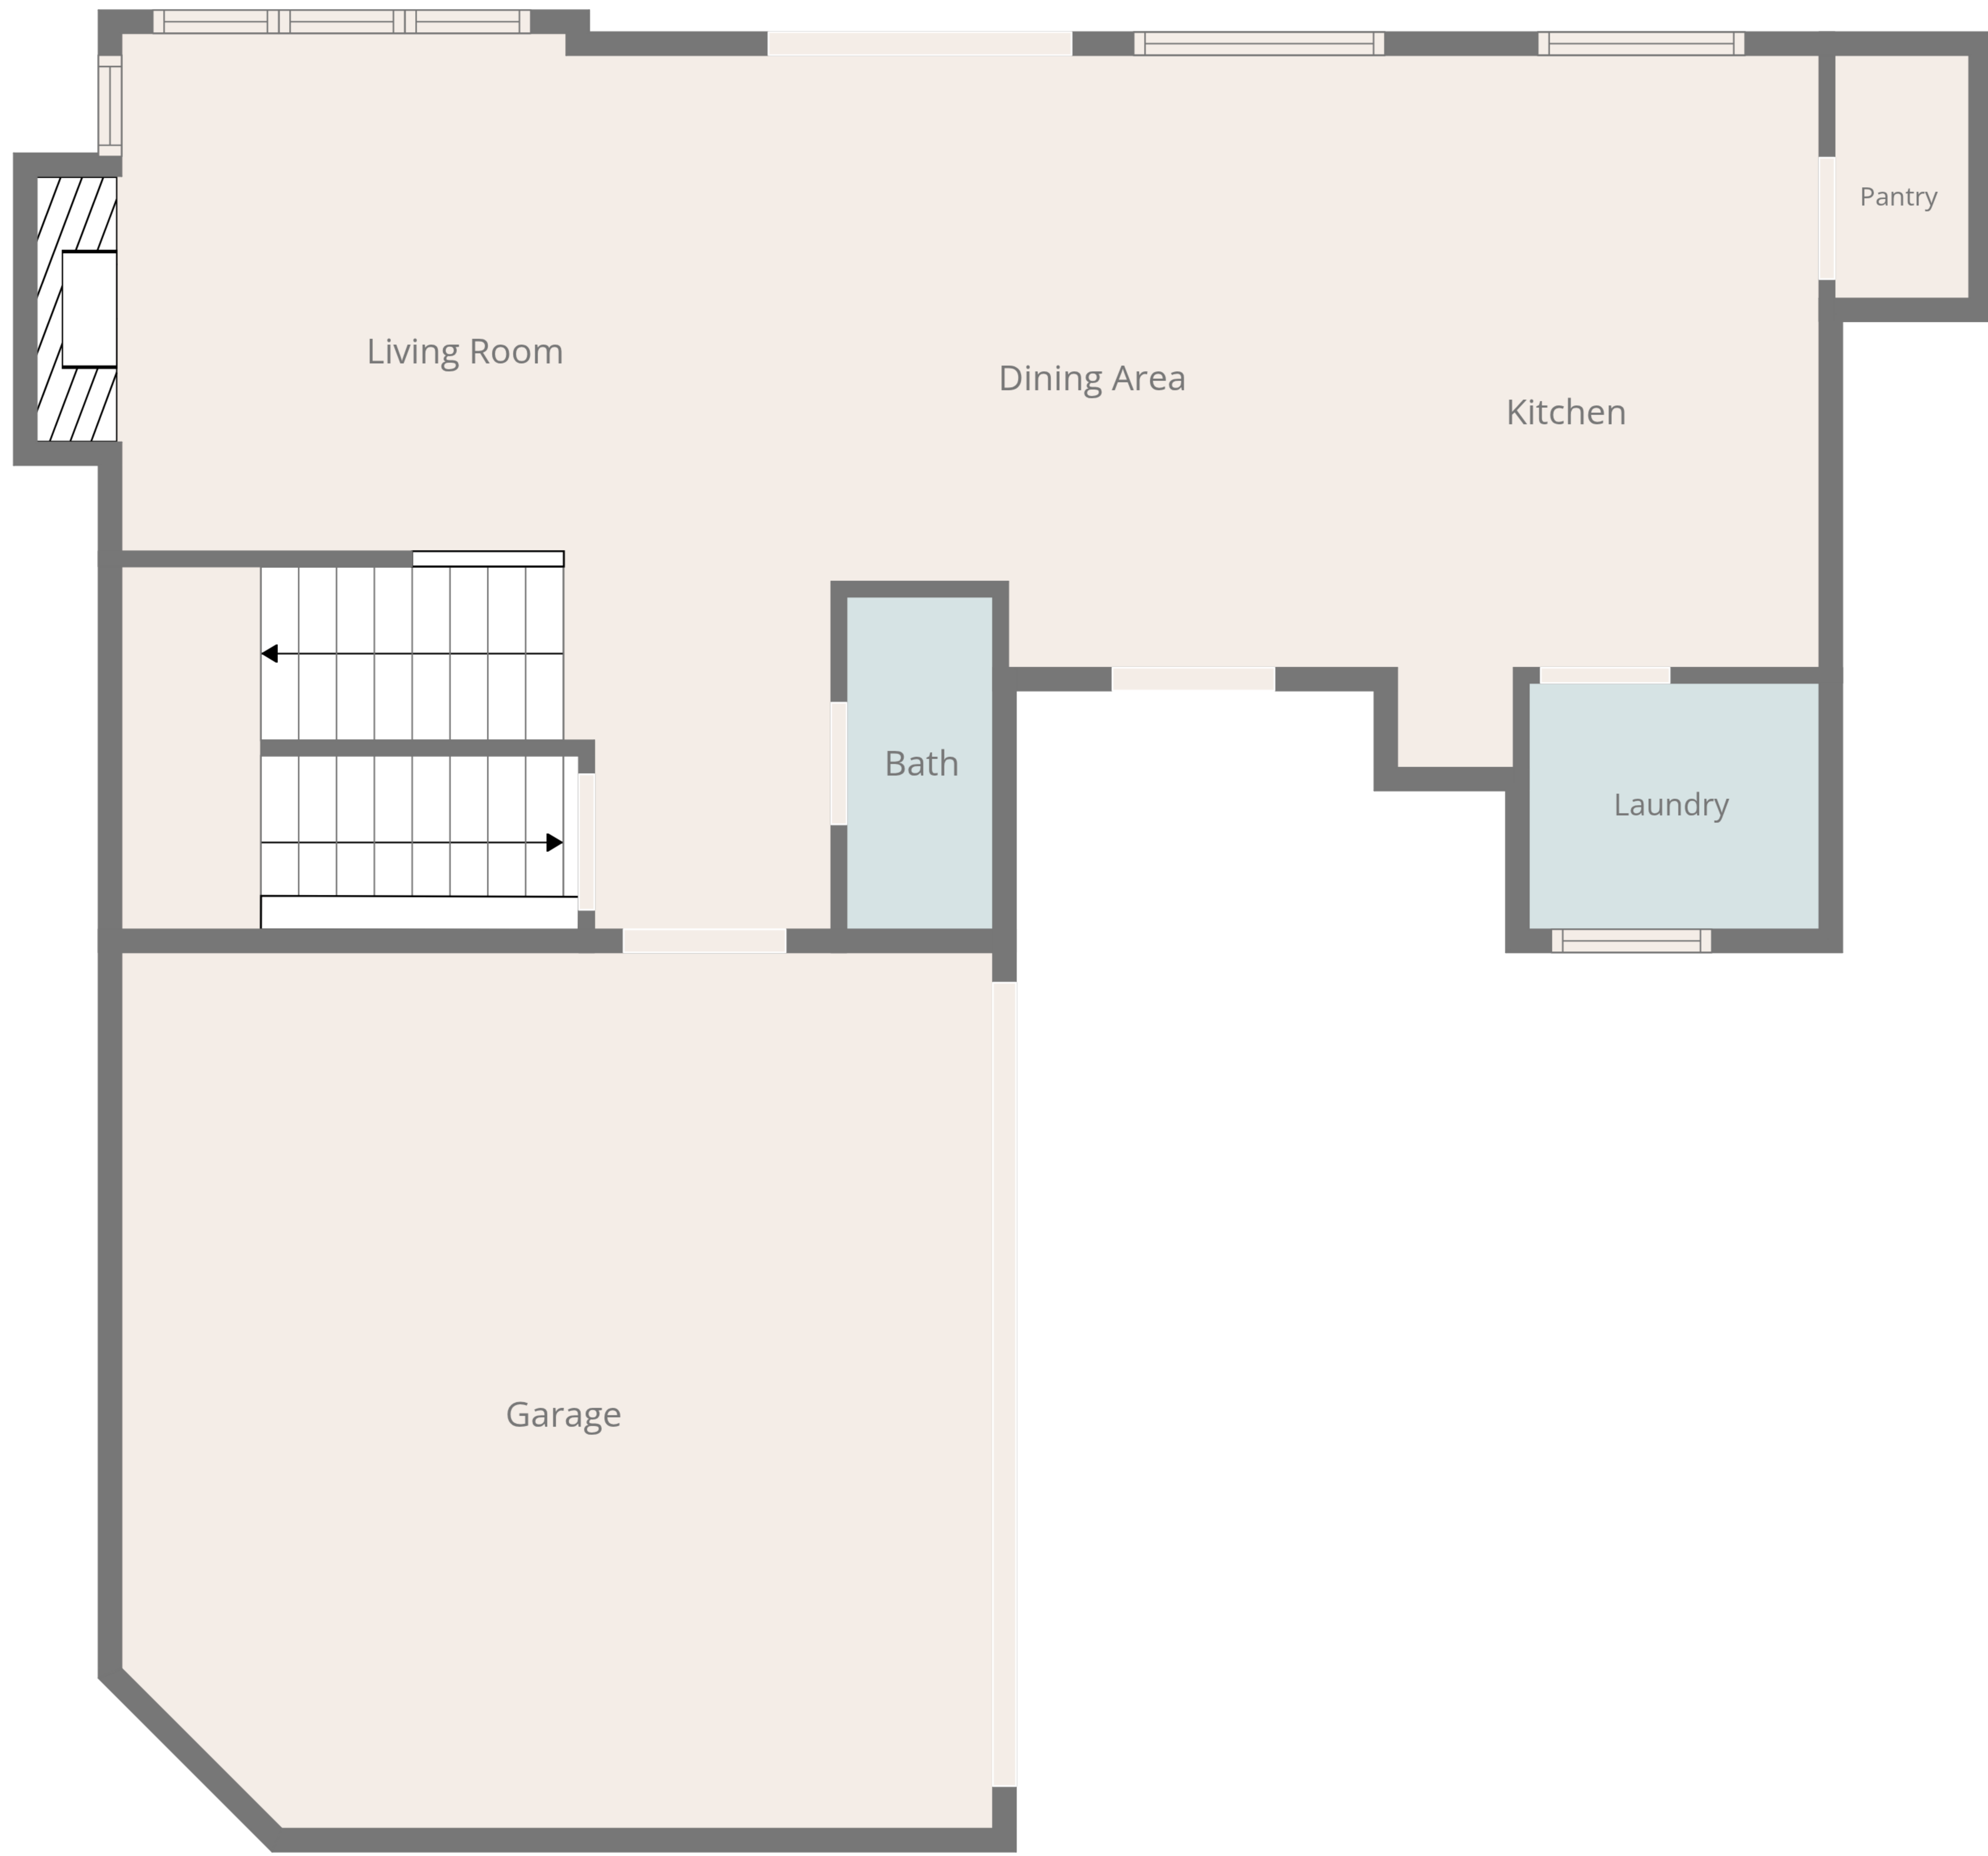 Pantry
Living Room
Dining Area
Kitchen
Bath
Laundry
Garage